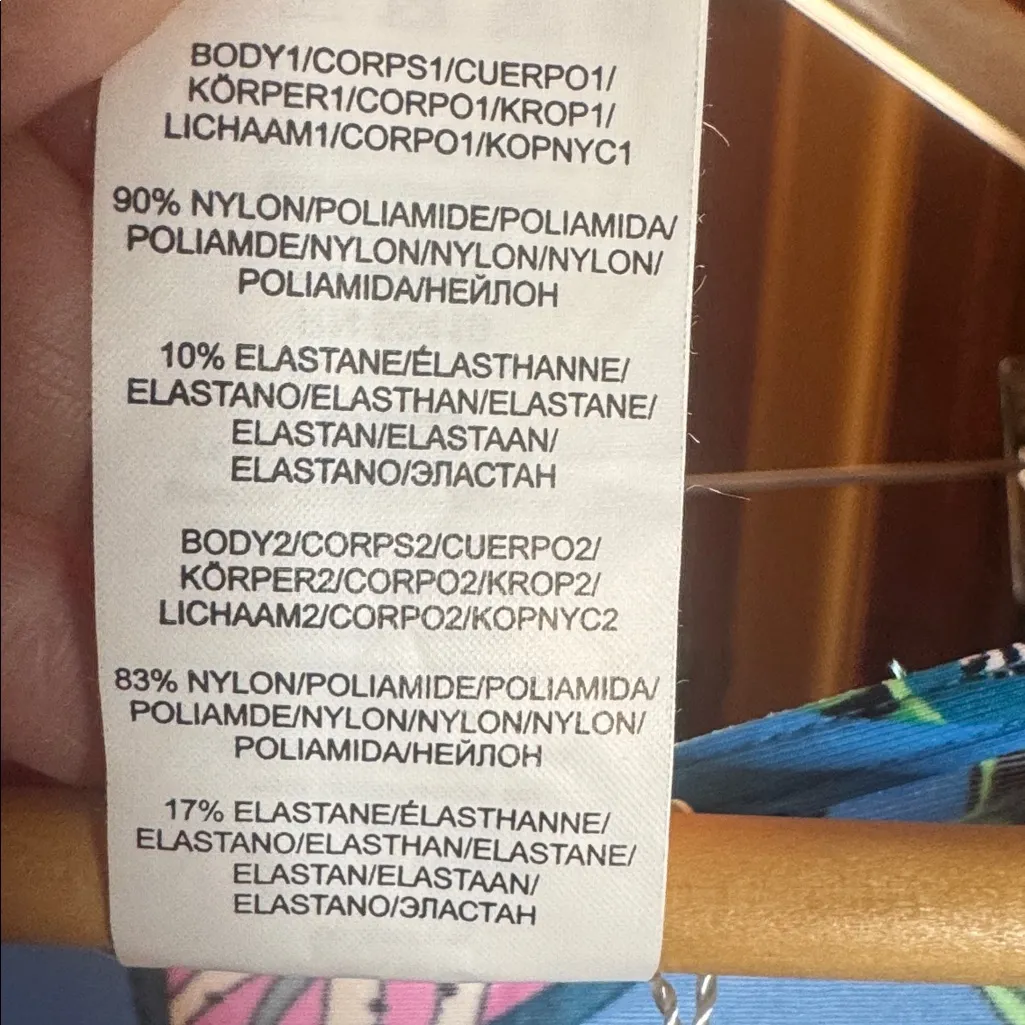 BODY1/CORPS1/CUERPO1/
KÖRPER1/CORPO1/KROP1/
LICHAAM1/CORPO1/KOPNYC1
90% NYLON/POLIAMIDE/POLIAMIDA/
POLIAMDE/NYLON/NYLON/NYLON/
POLIAMIDA/НЕЙЛОН
10% ELASTANE/ÉLASTHANNE/
ELASTANO/ELASTHAN/ELASTANE/
ELASTAN/ELASTAAN/
ELASTANO/ЭЛАСТАН
BODY2/CORPS2/CUERPO2/
KÖRPER2/CORPO2/KROP2/
LICHAAM2/CORPO2/KOPNYC2
83% NYLON/POLIAMIDE/POLIAMIDA/
POLIAMDE/NYLON/NYLON/NYLON/
POLIAMIDA/НЕЙЛОН
17% ELASTANE/ÉLASTHANNE/
ELASTANO/ELASTHAN/ELASTANE/
ELASTAN/ELASTAAN/
ELASTANO/ЭЛАСТАН